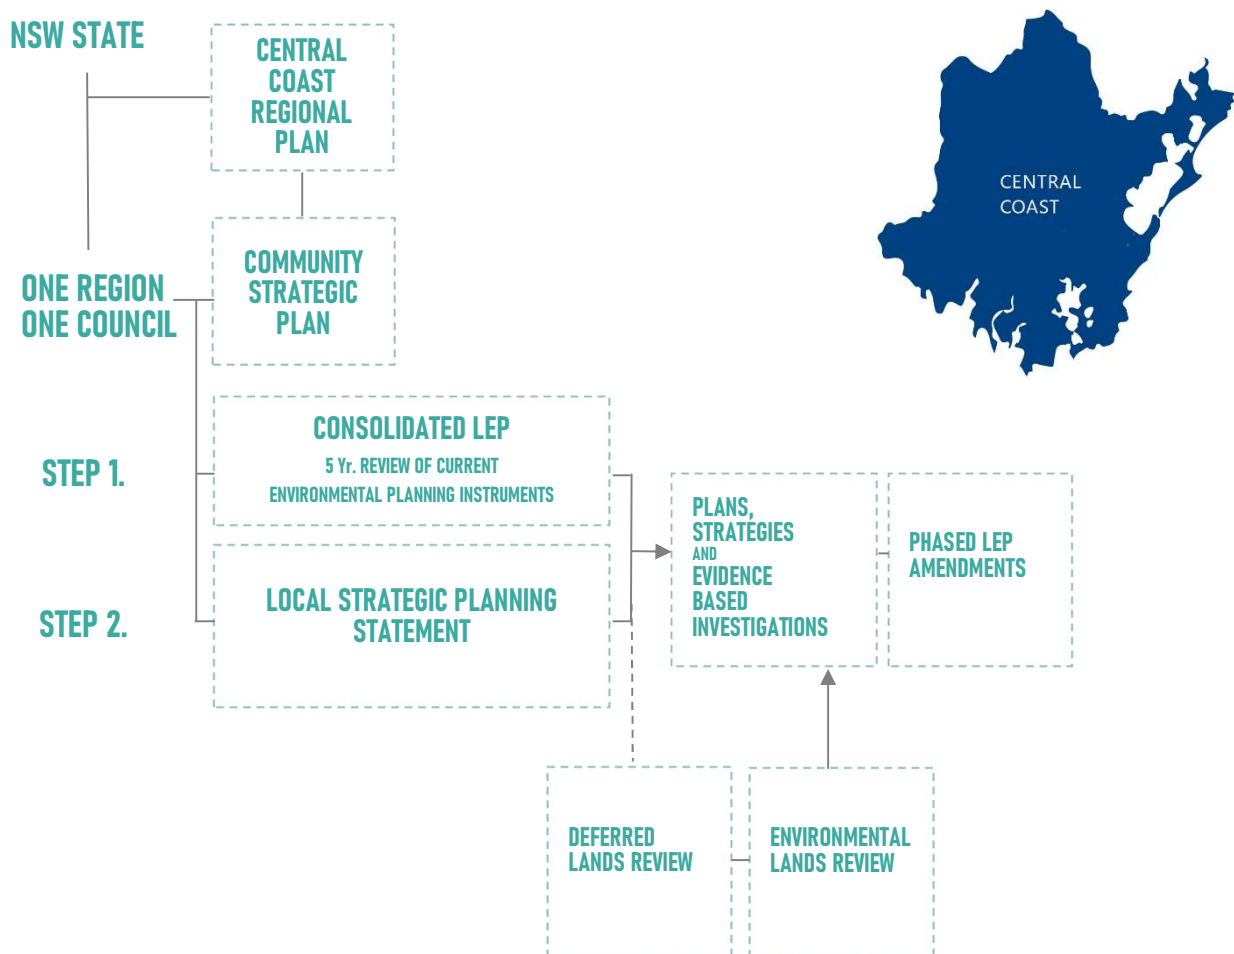 NSW STATE
CENTRAL
COAST
REGIONAL
PLAN
CENTRAL
COAST
ONE REGION
ONE COUNCIL
COMMUNITY
STRATEGIC
PLAN
STEP 1.
CONSOLIDATED LEP
5 Yr. REVIEW OF CURRENT
ENVIRONMENTAL PLANNING INSTRUMENTS
STEP 2.
LOCAL STRATEGIC PLANNING
STATEMENT
PLANS,
STRATEGIES
AND
EVIDENCE
BASED
INVESTIGATIONS
PHASED LEP
AMENDMENTS
DEFERRED
LANDS REVIEW
ENVIRONMENTAL
LANDS REVIEW